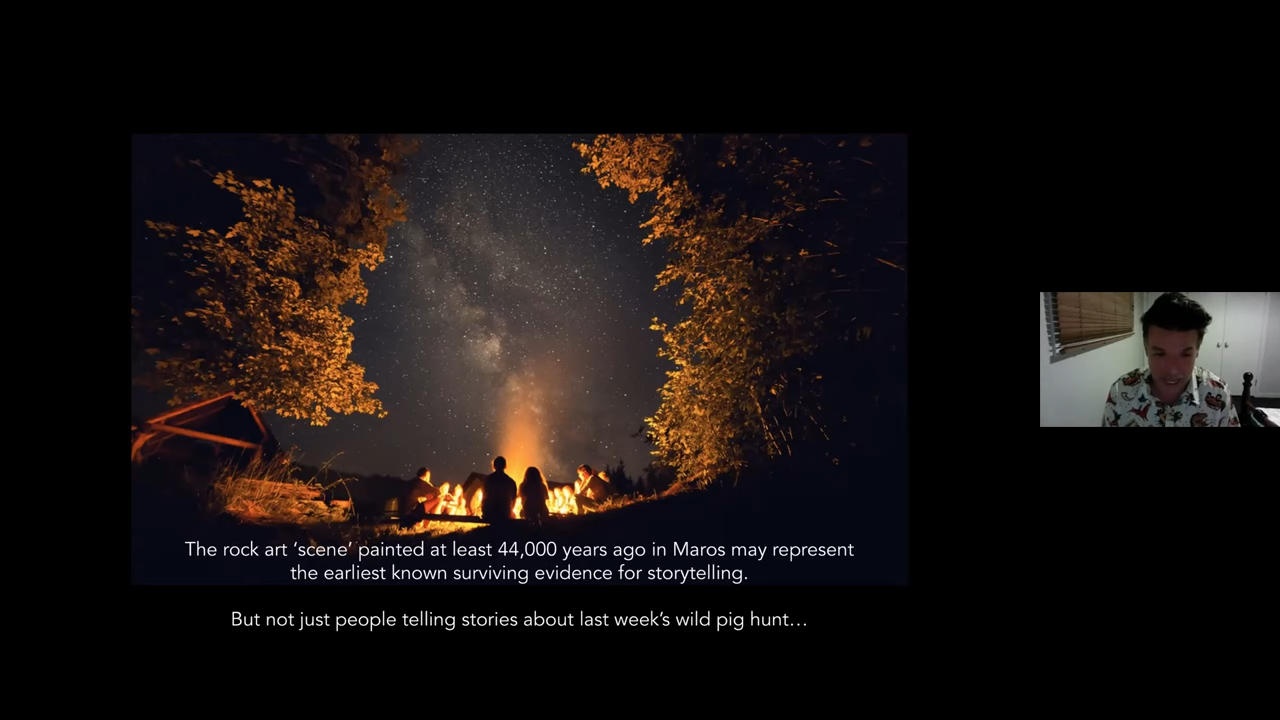 The rock art ‘scene’ painted at least 44,000 years ago in Maros may represent
the earliest known surviving evidence for storytelling.
But not just people telling stories about last week’s wild pig hunt…